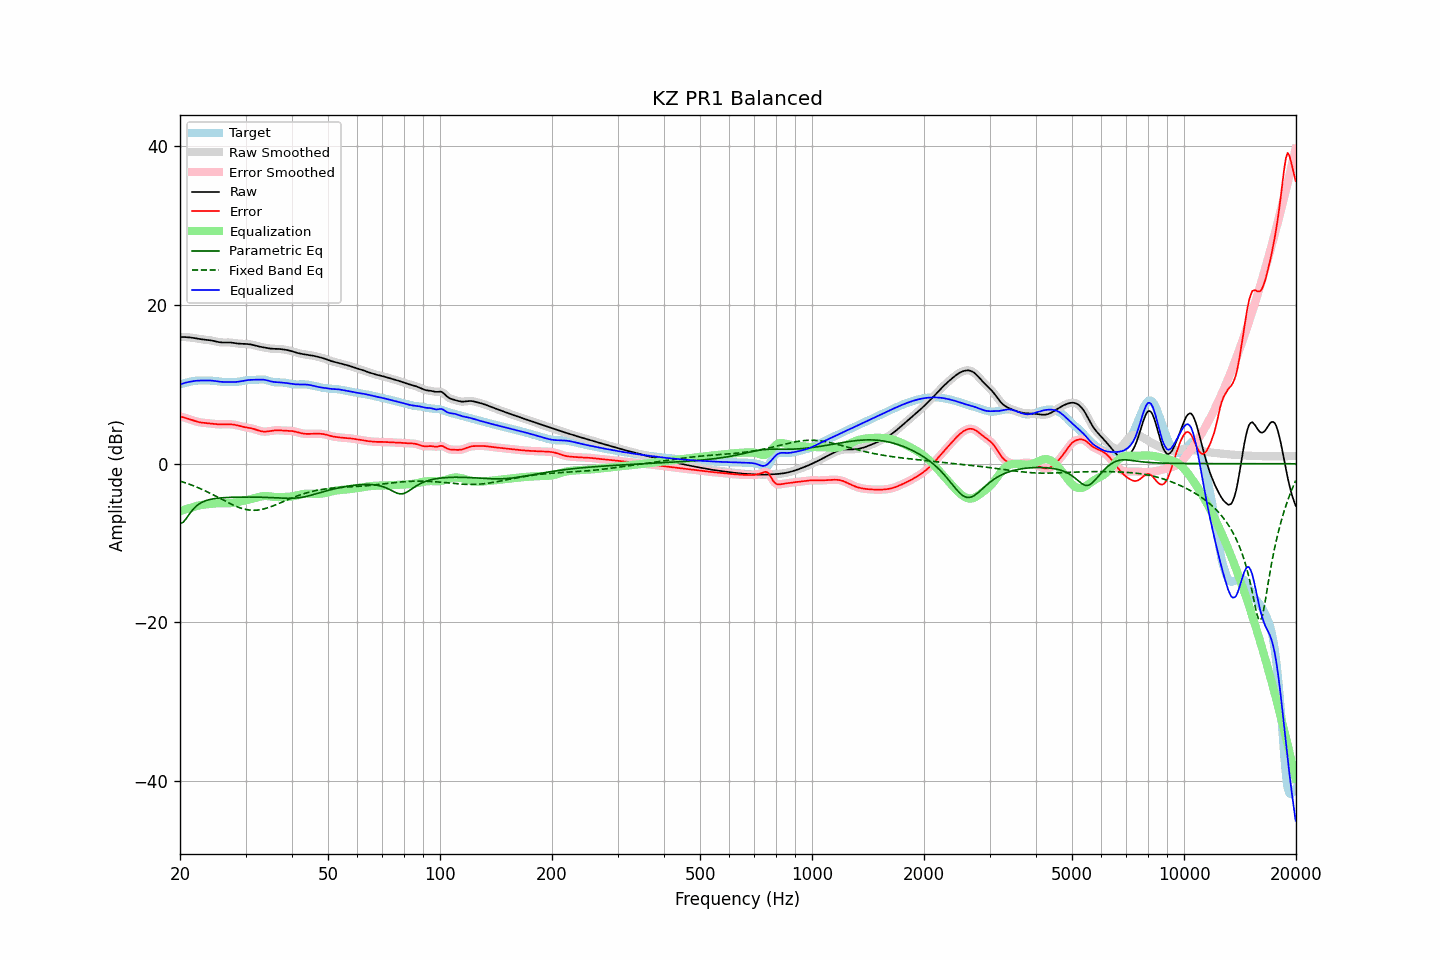 KZ PR1 Balanced
Target
Raw Smoothed
Error Smoothed
Raw
Error
Equalization
Parametric Eq
Fixed Band Eq
Equalized
40
20
0
−20
−40
Amplitude (dBr)
20 50 100 200 500 1000 2000 5000 10000 20000
Frequency (Hz)